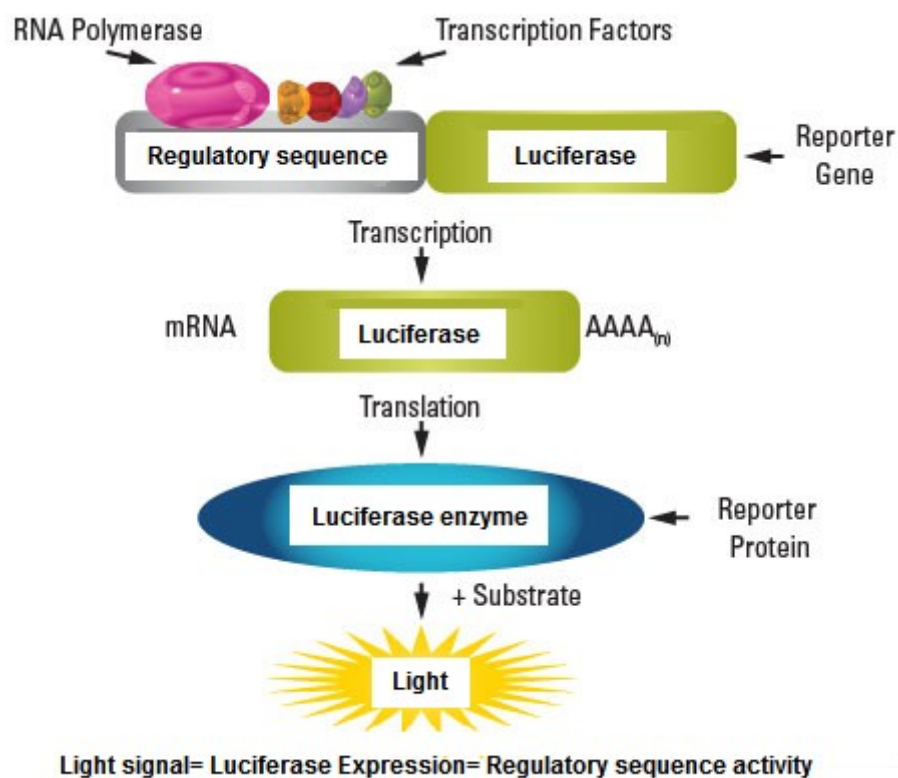 RNA Polymerase
Transcription Factors
Regulatory sequence
Luciferase
Reporter
Gene
Transcription
mRNA
Luciferase
AAAA(n)
Translation
Luciferase enzyme
Reporter
Protein
+ Substrate
Light
Light signal= Luciferase Expression= Regulatory sequence activity